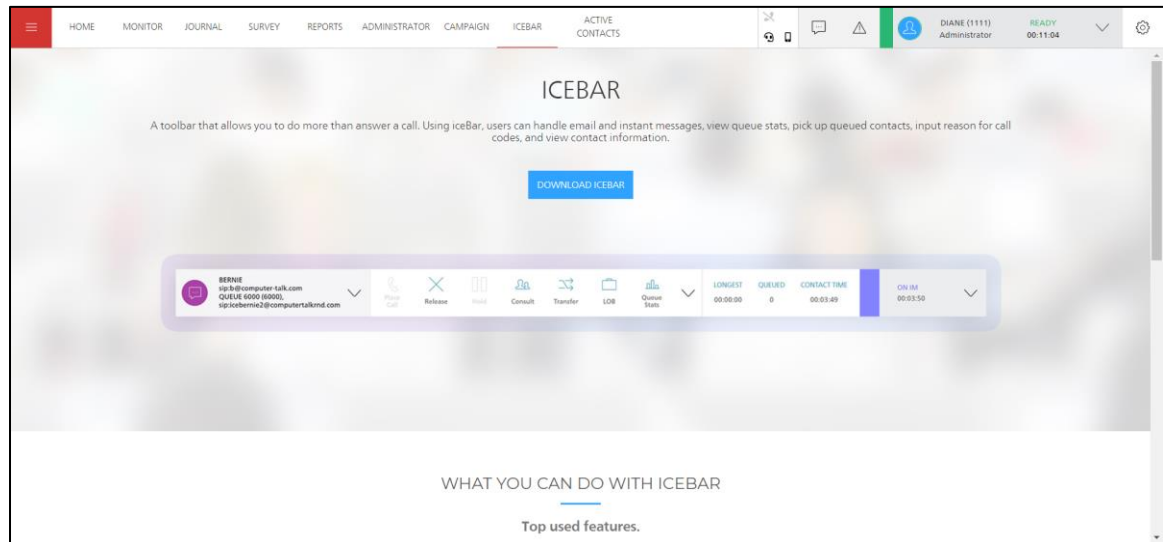 HOME MONITOR JOURNAL SURVEY REPORTS ADMINISTRATOR CAMPAIGN ICEBAR ACTIVE CONTACTS
DIANE (1111)
Administrator
READY
00:11:04
ICEBAR
A toolbar that allows you to do more than answer a call. Using iceBar, users can handle email and instant messages, view queue stats, pick up queued contacts, input reason for call
codes, and view contact information.
DOWNLOAD ICEBAR
BERNIE
sip:b@computer-talk.com
QUEUE 6000 (6000),
sip:icebernie2@computertalkrnd.com
Place
Call
Release
Hold
Consult
Transfer
LOB
Queue
Stats
LONGEST
00:00:00
QUEUED
0
CONTACT TIME
00:03:49
ON IM
00:03:50
WHAT YOU CAN DO WITH ICEBAR
Top used features.